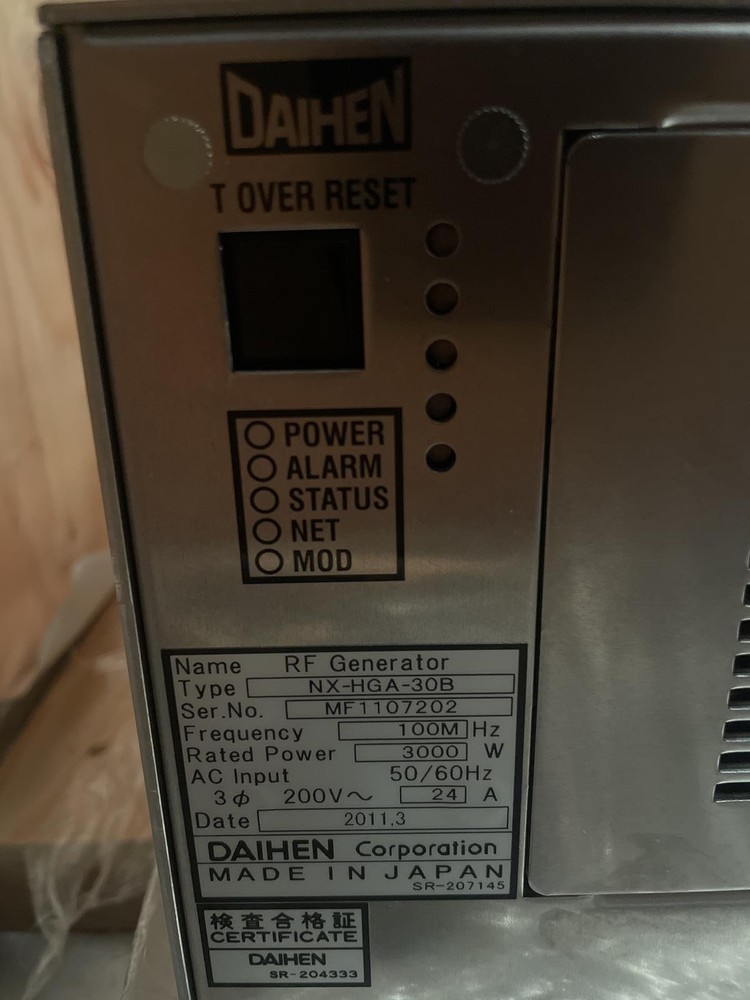 DAIHEN
T OVER RESET
POWER
ALARM
STATUS
NET
MOD
Name RF Generator
Type NX-HGA-30B
Ser.No. MF1107202
Frequency 100M Hz
Rated Power 3000 W
AC Input 50/60Hz
3φ 200V～ 24 A
Date 2011.3
DAIHEN Corporation
MADE IN JAPAN
SR-207145
検査合格証
CERTIFICATE
DAIHEN
SR-204333